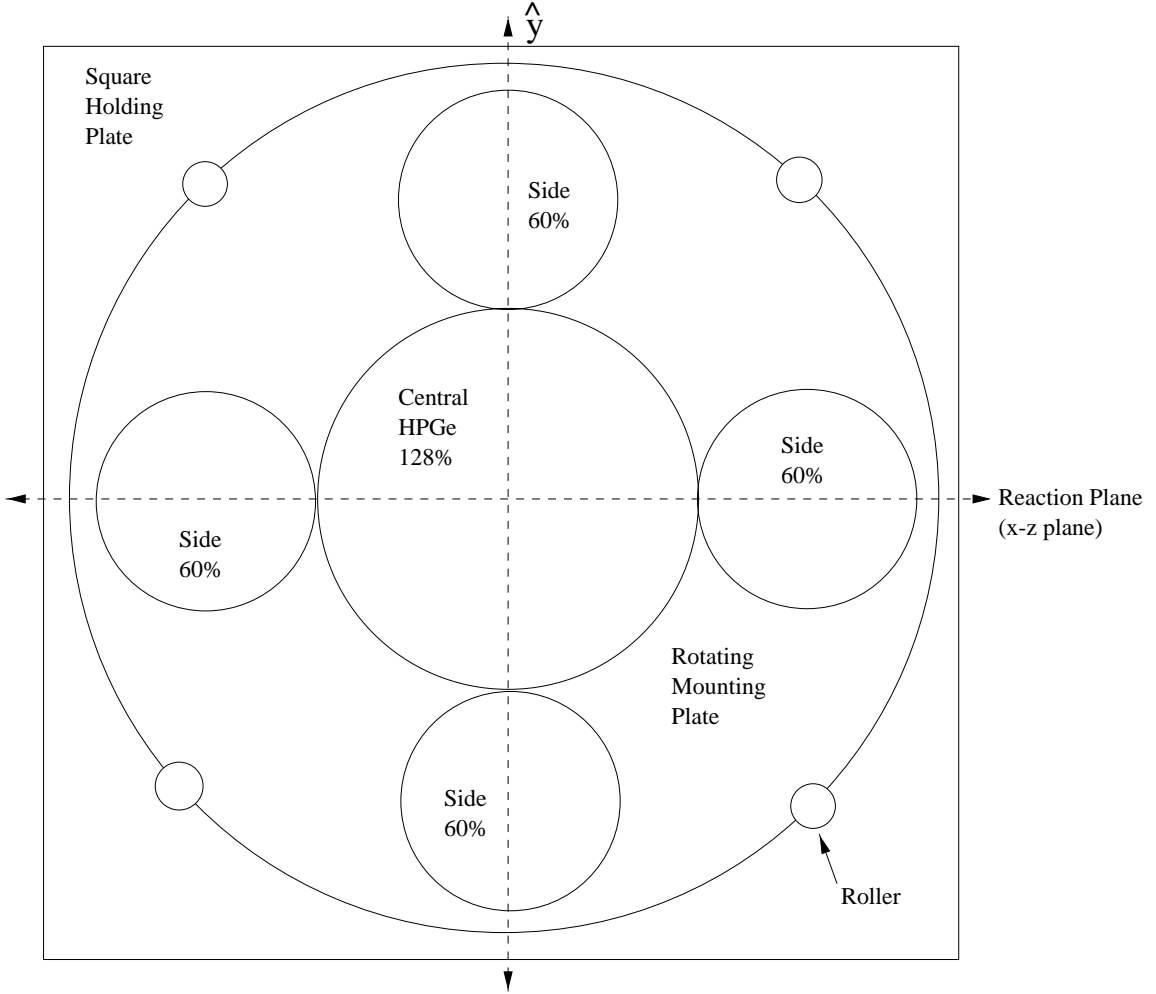 ŷ
Square
Holding
Plate
Side
60%
Central
HPGe
128%
Side
60%
Reaction Plane
(x-z plane)
Side
60%
Rotating
Mounting
Plate
Side
60%
Roller